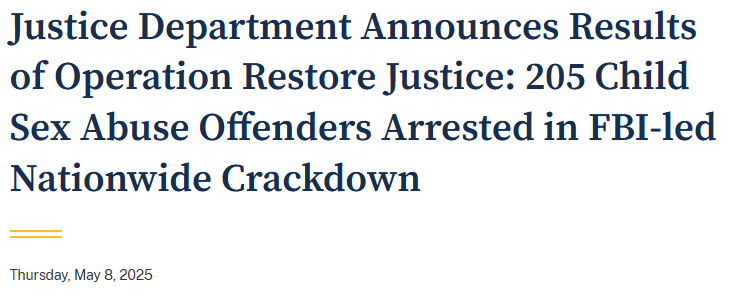 Justice Department Announces Results
of Operation Restore Justice: 205 Child
Sex Abuse Offenders Arrested in FBI-led
Nationwide Crackdown
Thursday, May 8, 2025